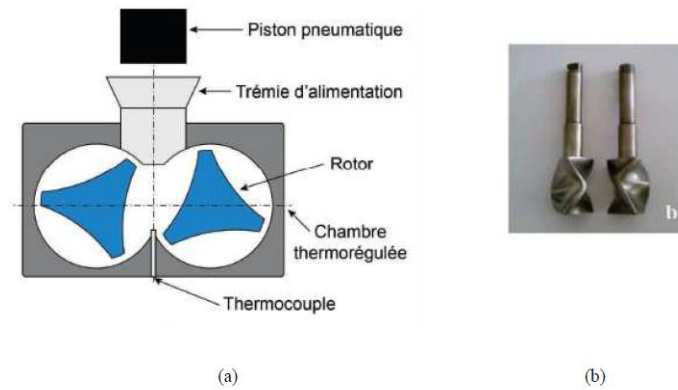 Piston pneumatique
Trémie d'alimentation
Rotor
Chambre
thermorégulée
Thermocouple
b
(a)
(b)